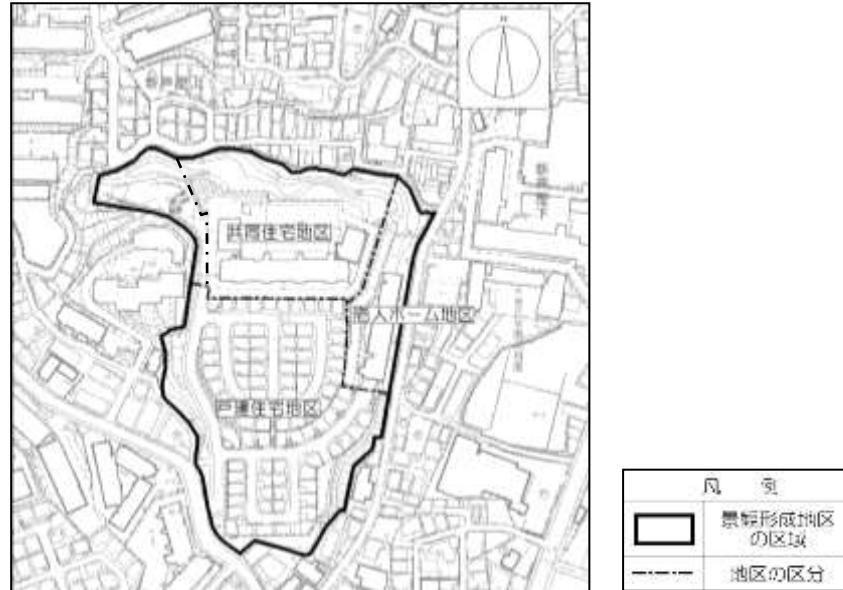 共同住宅地区
老人ホーム地区
戸建住宅地区
凡 例
景観形成地区
の区域
地区の区分